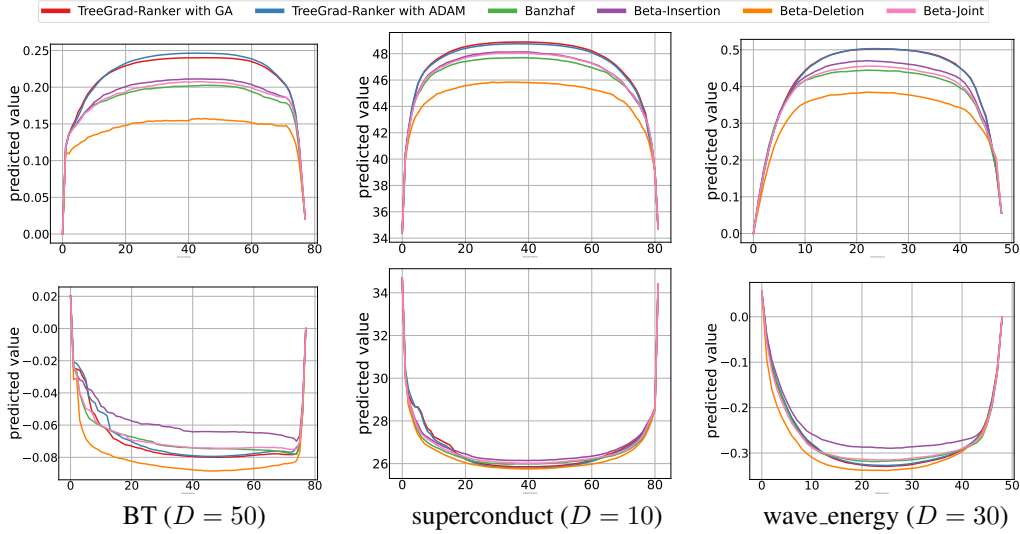 TreeGrad-Ranker with GA TreeGrad-Ranker with ADAM Banzhaf Beta-Insertion Beta-Deletion Beta-Joint
predicted value
0.25
0.20
0.15
0.10
0.05
0.00
0 20 40 60 80
predicted value
48
46
44
42
40
38
36
34
0 20 40 60 80
predicted value
0.5
0.4
0.3
0.2
0.1
0.0
0 10 20 30 40 50
predicted value
0.02
0.00
−0.02
−0.04
−0.06
−0.08
0 20 40 60 80
predicted value
34
32
30
28
26
0 20 40 60 80
predicted value
0.0
−0.1
−0.2
−0.3
0 10 20 30 40 50
BT (D = 50) superconduct (D = 10) wave_energy (D = 30)